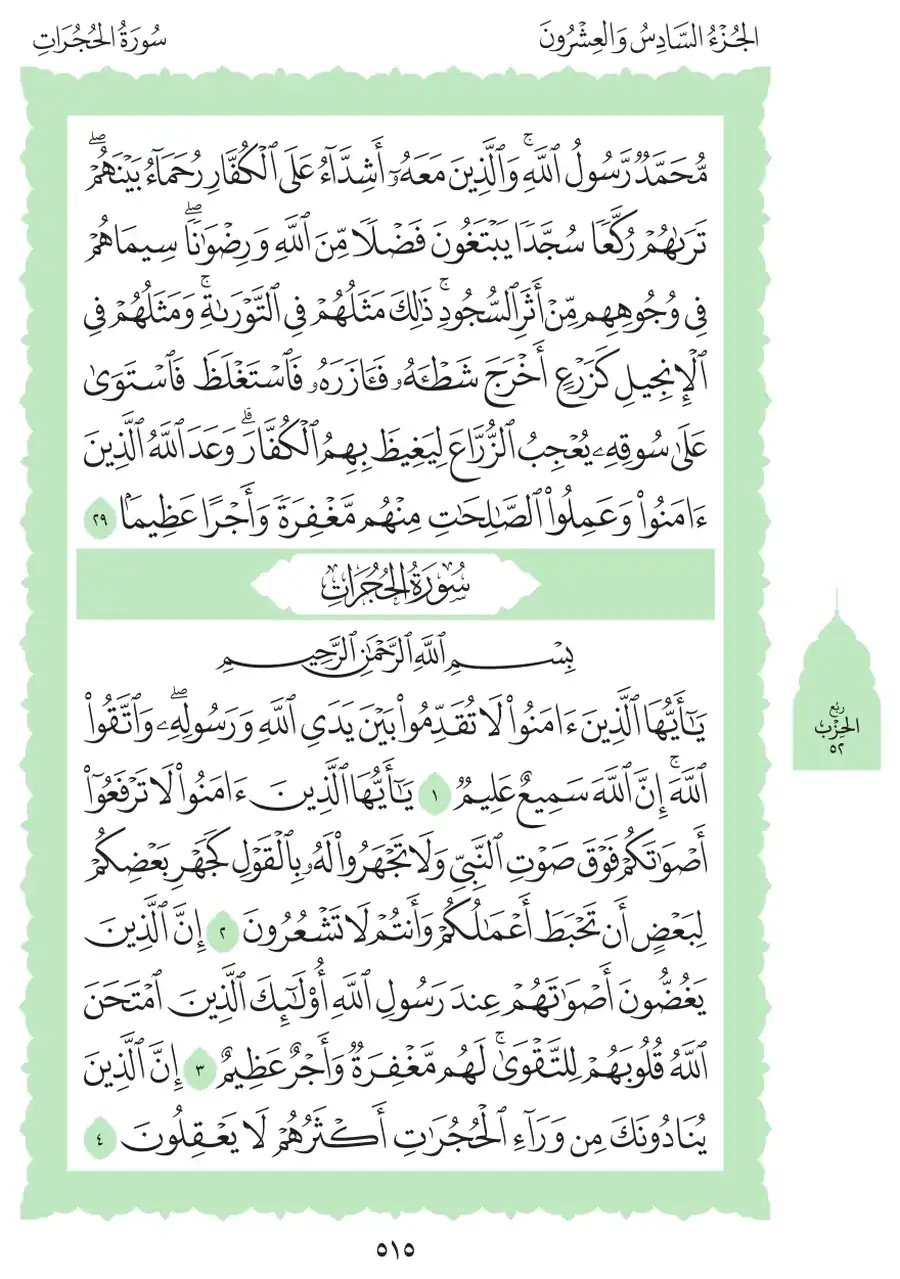 الجُزْءُ السَّادِسُ وَالعِشْرُونَ
سُورَةُ الحُجُرَاتِ
مُّحَمَّدٌ رَّسُولُ ٱللَّهِۚ وَٱلَّذِينَ مَعَهُۥٓ أَشِدَّآءُ عَلَى ٱلْكُفَّارِ رُحَمَآءُ بَيْنَهُمْۖ
تَرَىٰهُمْ رُكَّعًا سُجَّدًا يَبْتَغُونَ فَضْلًا مِّنَ ٱللَّهِ وَرِضْوَٰنًاۖ سِيمَاهُمْ
فِى وُجُوهِهِم مِّنْ أَثَرِ ٱلسُّجُودِۚ ذَٰلِكَ مَثَلُهُمْ فِى ٱلتَّوْرَىٰةِۚ وَمَثَلُهُمْ فِى
ٱلْإِنجِيلِ كَزَرْعٍ أَخْرَجَ شَطْـَٔهُۥ فَـَٔازَرَهُۥ فَٱسْتَغْلَظَ فَٱسْتَوَىٰ
عَلَىٰ سُوقِهِۦ يُعْجِبُ ٱلزُّرَّاعَ لِيَغِيظَ بِهِمُ ٱلْكُفَّارَۗ وَعَدَ ٱللَّهُ ٱلَّذِينَ
ءَامَنُوا۟ وَعَمِلُوا۟ ٱلصَّٰلِحَٰتِ مِنْهُم مَّغْفِرَةً وَأَجْرًا عَظِيمًۢا ٢٩
سُورَةُ الحُجُرَاتِ
بِسْمِ ٱللَّهِ ٱلرَّحْمَٰنِ ٱلرَّحِيمِ
يَٰٓأَيُّهَا ٱلَّذِينَ ءَامَنُوا۟ لَا تُقَدِّمُوا۟ بَيْنَ يَدَىِ ٱللَّهِ وَرَسُولِهِۦۖ وَٱتَّقُوا۟
ٱللَّهَۚ إِنَّ ٱللَّهَ سَمِيعٌ عَلِيمٌ ١ يَٰٓأَيُّهَا ٱلَّذِينَ ءَامَنُوا۟ لَا تَرْفَعُوٓا۟
أَصْوَٰتَكُمْ فَوْقَ صَوْتِ ٱلنَّبِىِّ وَلَا تَجْهَرُوا۟ لَهُۥ بِٱلْقَوْلِ كَجَهْرِ بَعْضِكُمْ
لِبَعْضٍ أَن تَحْبَطَ أَعْمَٰلُكُمْ وَأَنتُمْ لَا تَشْعُرُونَ ٢ إِنَّ ٱلَّذِينَ
يَغُضُّونَ أَصْوَٰتَهُمْ عِندَ رَسُولِ ٱللَّهِ أُو۟لَٰٓئِكَ ٱلَّذِينَ ٱمْتَحَنَ
ٱللَّهُ قُلُوبَهُمْ لِلتَّقْوَىٰۚ لَهُم مَّغْفِرَةٌ وَأَجْرٌ عَظِيمٌ ٣ إِنَّ ٱلَّذِينَ
يُنَادُونَكَ مِن وَرَآءِ ٱلْحُجُرَٰتِ أَكْثَرُهُمْ لَا يَعْقِلُونَ ٤
رُبْع
الحِزْب
٥٢
٥١٥